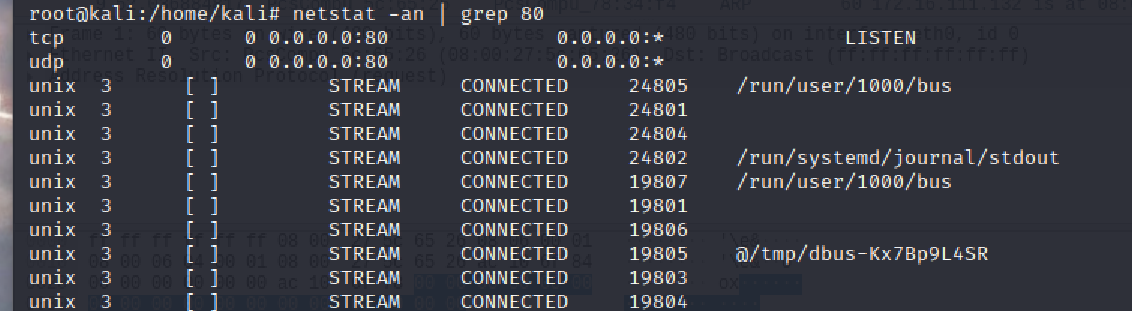 root@kali:/home/kali# netstat -an | grep 80
tcp 0 0 0.0.0.0:80 0.0.0.0:* LISTEN
udp 0 0 0.0.0.0:80 0.0.0.0:*
unix 3 [ ] STREAM CONNECTED 24805 /run/user/1000/bus
unix 3 [ ] STREAM CONNECTED 24801
unix 3 [ ] STREAM CONNECTED 24804
unix 3 [ ] STREAM CONNECTED 24802 /run/systemd/journal/stdout
unix 3 [ ] STREAM CONNECTED 19807 /run/user/1000/bus
unix 3 [ ] STREAM CONNECTED 19801
unix 3 [ ] STREAM CONNECTED 19806
unix 3 [ ] STREAM CONNECTED 19805 @/tmp/dbus-Kx7Bp9L4SR
unix 3 [ ] STREAM CONNECTED 19803
unix 3 [ ] STREAM CONNECTED 19804